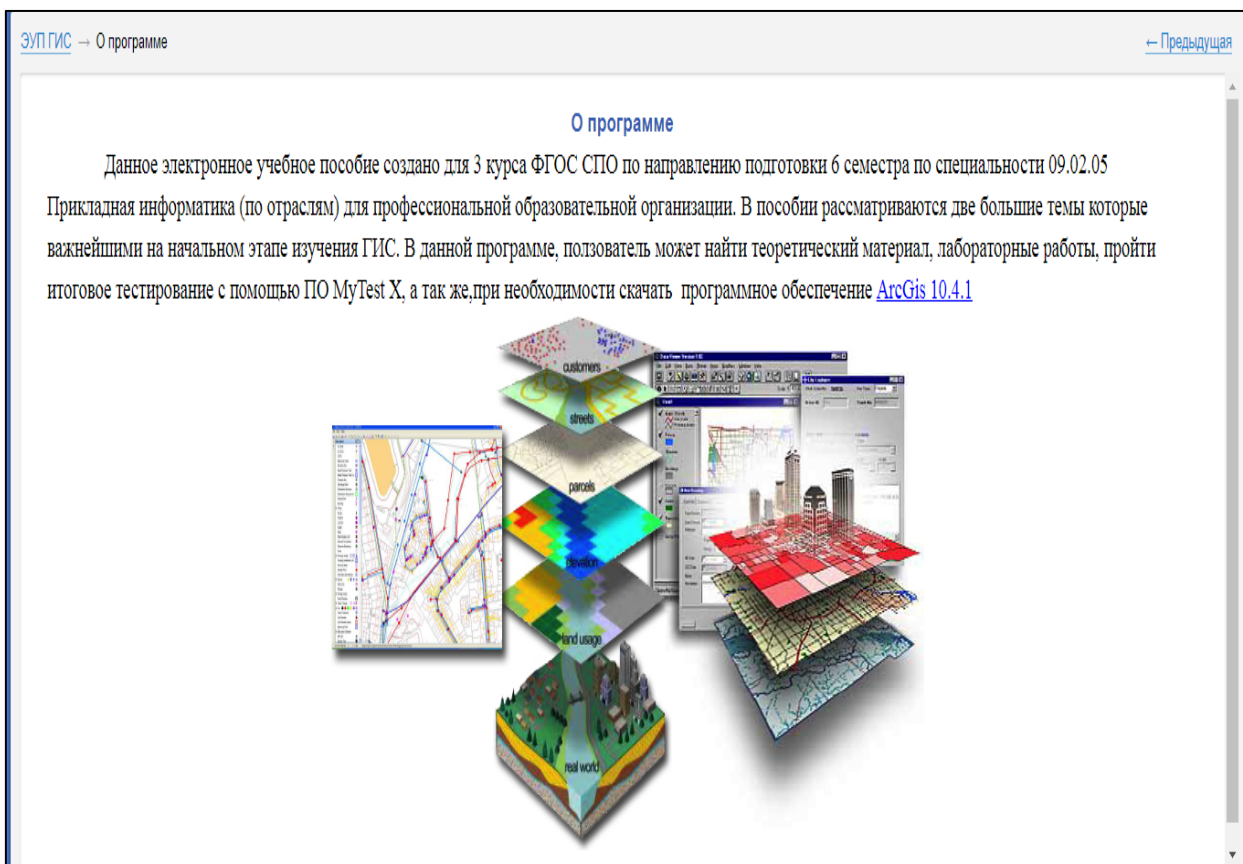 ЭУП ГИС → О программе
← Предыдущая
О программе
Данное электронное учебное пособие создано для 3 курса ФГОС СПО по направлению подготовки 6 семестра по специальности 09.02.05
Прикладная информатика (по отраслям) для профессиональной образовательной организации. В пособии рассматриваются две большие темы которые
важнейшими на начальном этапе изучения ГИС. В данной программе, ползователь может найти теоретический материал, лабораторные работы, пройти
итоговое тестирование с помощью ПО MyTest X, а так же,при необходимости скачать программное обеспечение ArcGis 10.4.1
customers
streets
parcels
elevation
land usage
real world